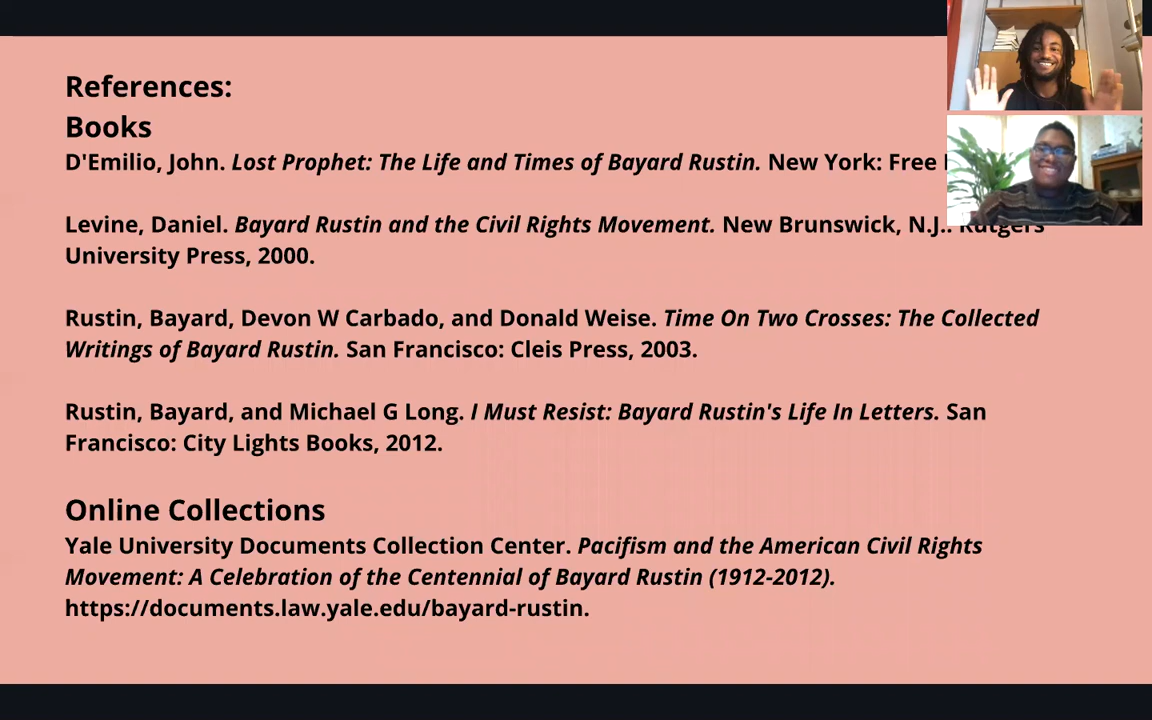 References:
Books
D'Emilio, John. Lost Prophet: The Life and Times of Bayard Rustin. New York: Free
Levine, Daniel. Bayard Rustin and the Civil Rights Movement. New Brunswick, N.J.: Rutgers
University Press, 2000.
Rustin, Bayard, Devon W Carbado, and Donald Weise. Time On Two Crosses: The Collected
Writings of Bayard Rustin. San Francisco: Cleis Press, 2003.
Rustin, Bayard, and Michael G Long. I Must Resist: Bayard Rustin's Life In Letters. San
Francisco: City Lights Books, 2012.
Online Collections
Yale University Documents Collection Center. Pacifism and the American Civil Rights
Movement: A Celebration of the Centennial of Bayard Rustin (1912-2012).
https://documents.law.yale.edu/bayard-rustin.